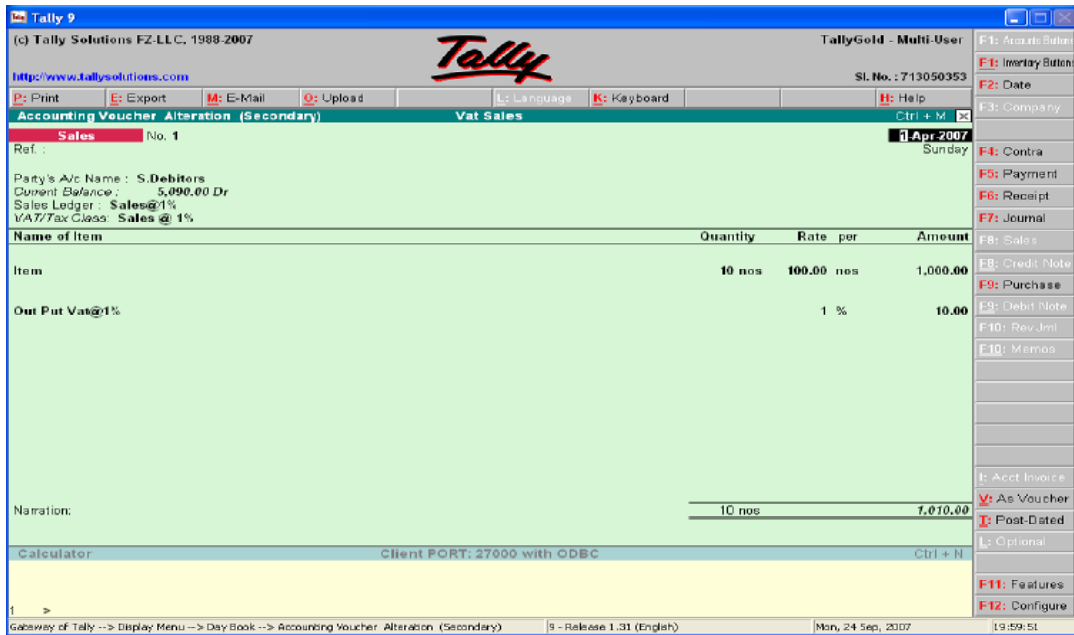 Tally 9
(c) Tally Solutions FZ-LLC, 1988-2007
Tally
TallyGold - Multi-User
http://www.tallysolutions.com
Sl. No. : 713050353
P: Print E: Export M: E-Mail O: Upload L: Language K: Keyboard H: Help
Accounting Voucher Alteration (Secondary) Vat Sales Ctrl + M
Sales No. 1 1-Apr-2007
Ref. : Sunday
Party's A/c Name : S.Debitors
Current Balance : 5,090.00 Dr
Sales Ledger : Sales@1%
VAT/Tax Class: Sales @ 1%
Name of Item Quantity Rate per Amount
Item 10 nos 100.00 nos 1,000.00
Out Put Vat@1% 1 % 10.00
Narration: 10 nos 1,010.00
Calculator Client PORT: 27000 with ODBC Ctrl + N
1 >
Gateway of Tally --> Display Menu --> Day Book --> Accounting Voucher Alteration (Secondary) 9 - Release 1.31 (English) Mon, 24 Sep, 2007 19:59:51
F1: Accounts Buttons
F1: Inventory Buttons
F2: Date
F3: Company
F4: Contra
F5: Payment
F6: Receipt
F7: Journal
F8: Sales
F8: Credit Note
F9: Purchase
F9: Debit Note
F10: Rev Jrnl
F10: Memos
I: Acct Invoice
V: As Voucher
T: Post-Dated
L: Optional
F11: Features
F12: Configure